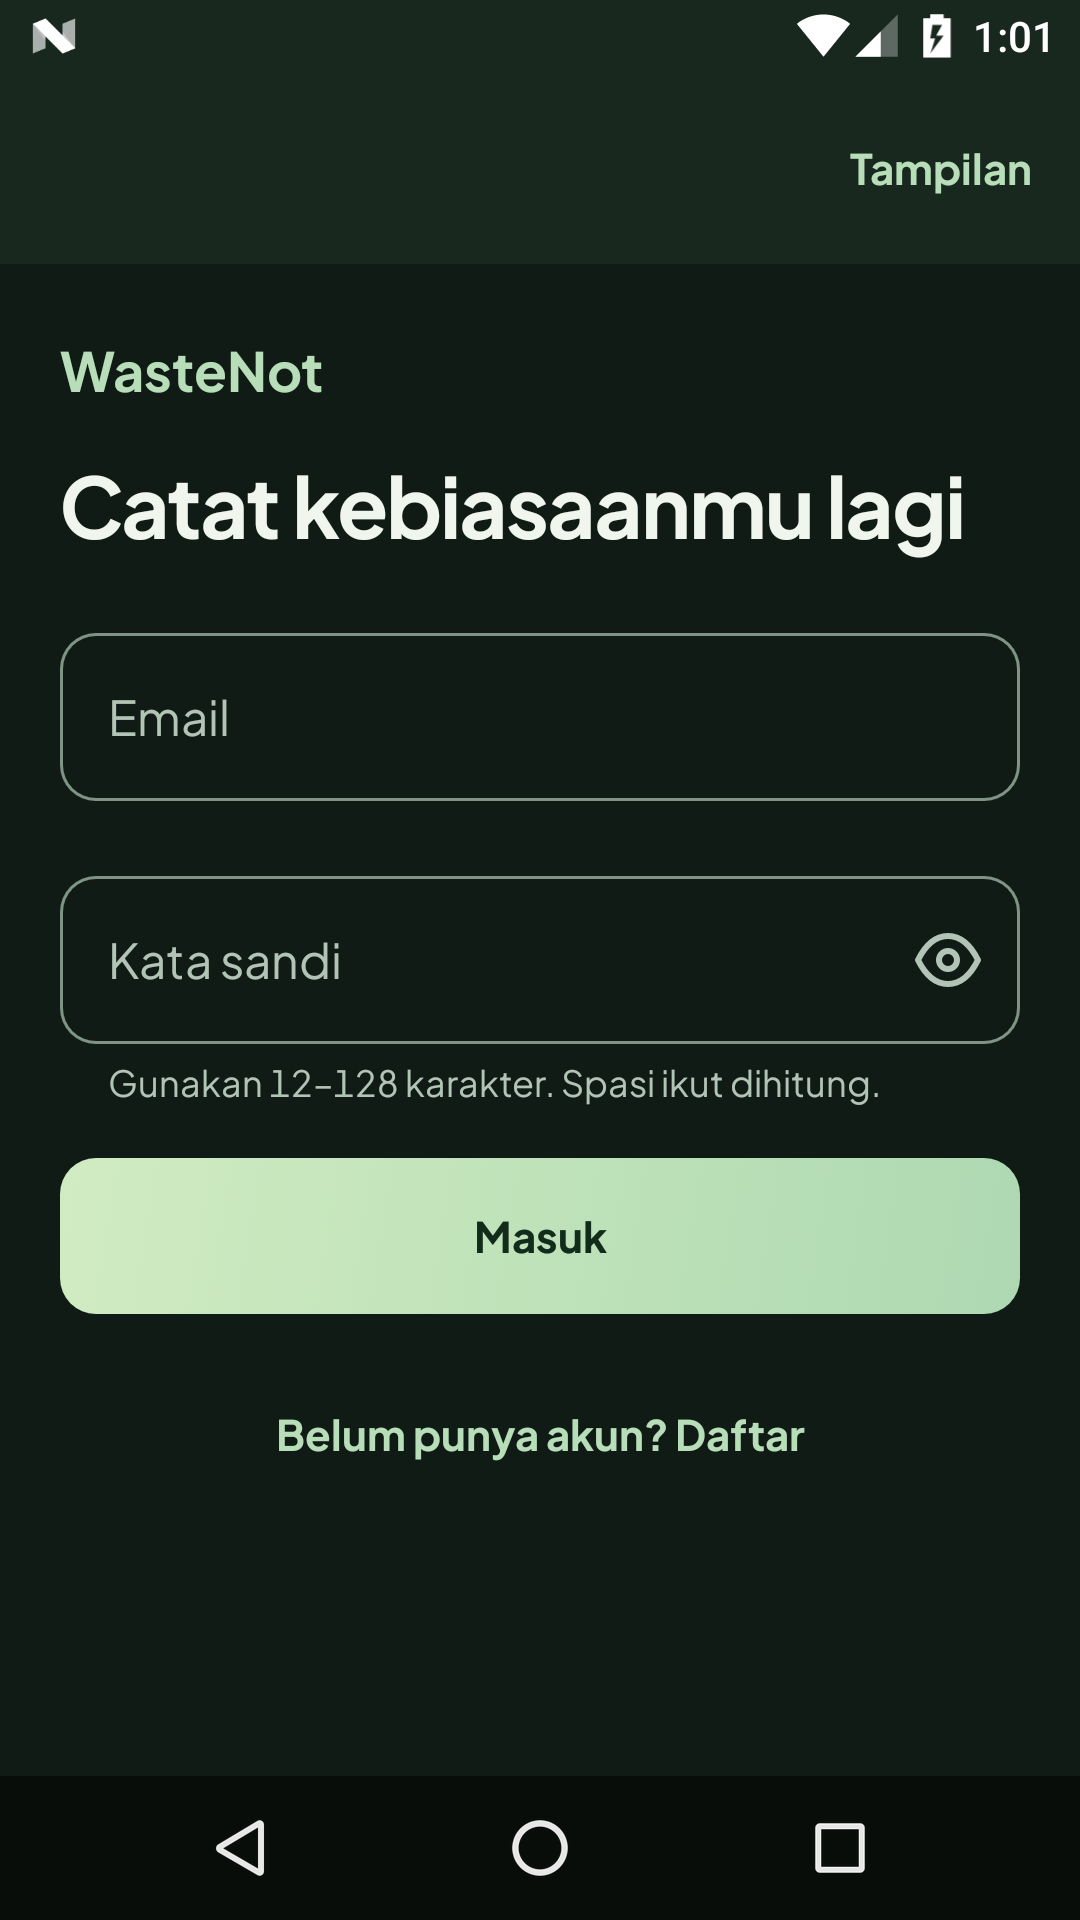 1:01
Tampilan
WasteNot
Catat kebiasaanmu lagi
Email
Kata sandi
Gunakan 12–128 karakter. Spasi ikut dihitung.
Masuk
Belum punya akun? Daftar